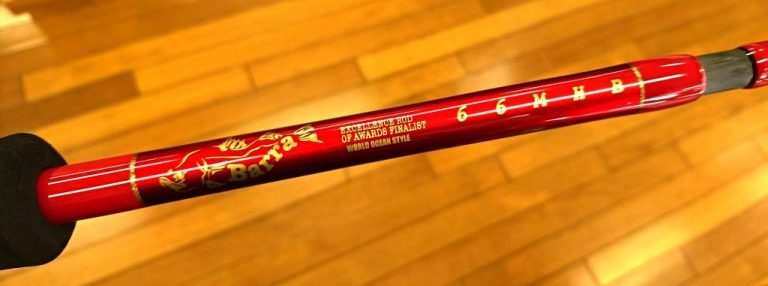 Barra
EXCELLENCE ROD
OF AWARDS FINALIST
WORLD OCEAN STYLE
6 6 M H B